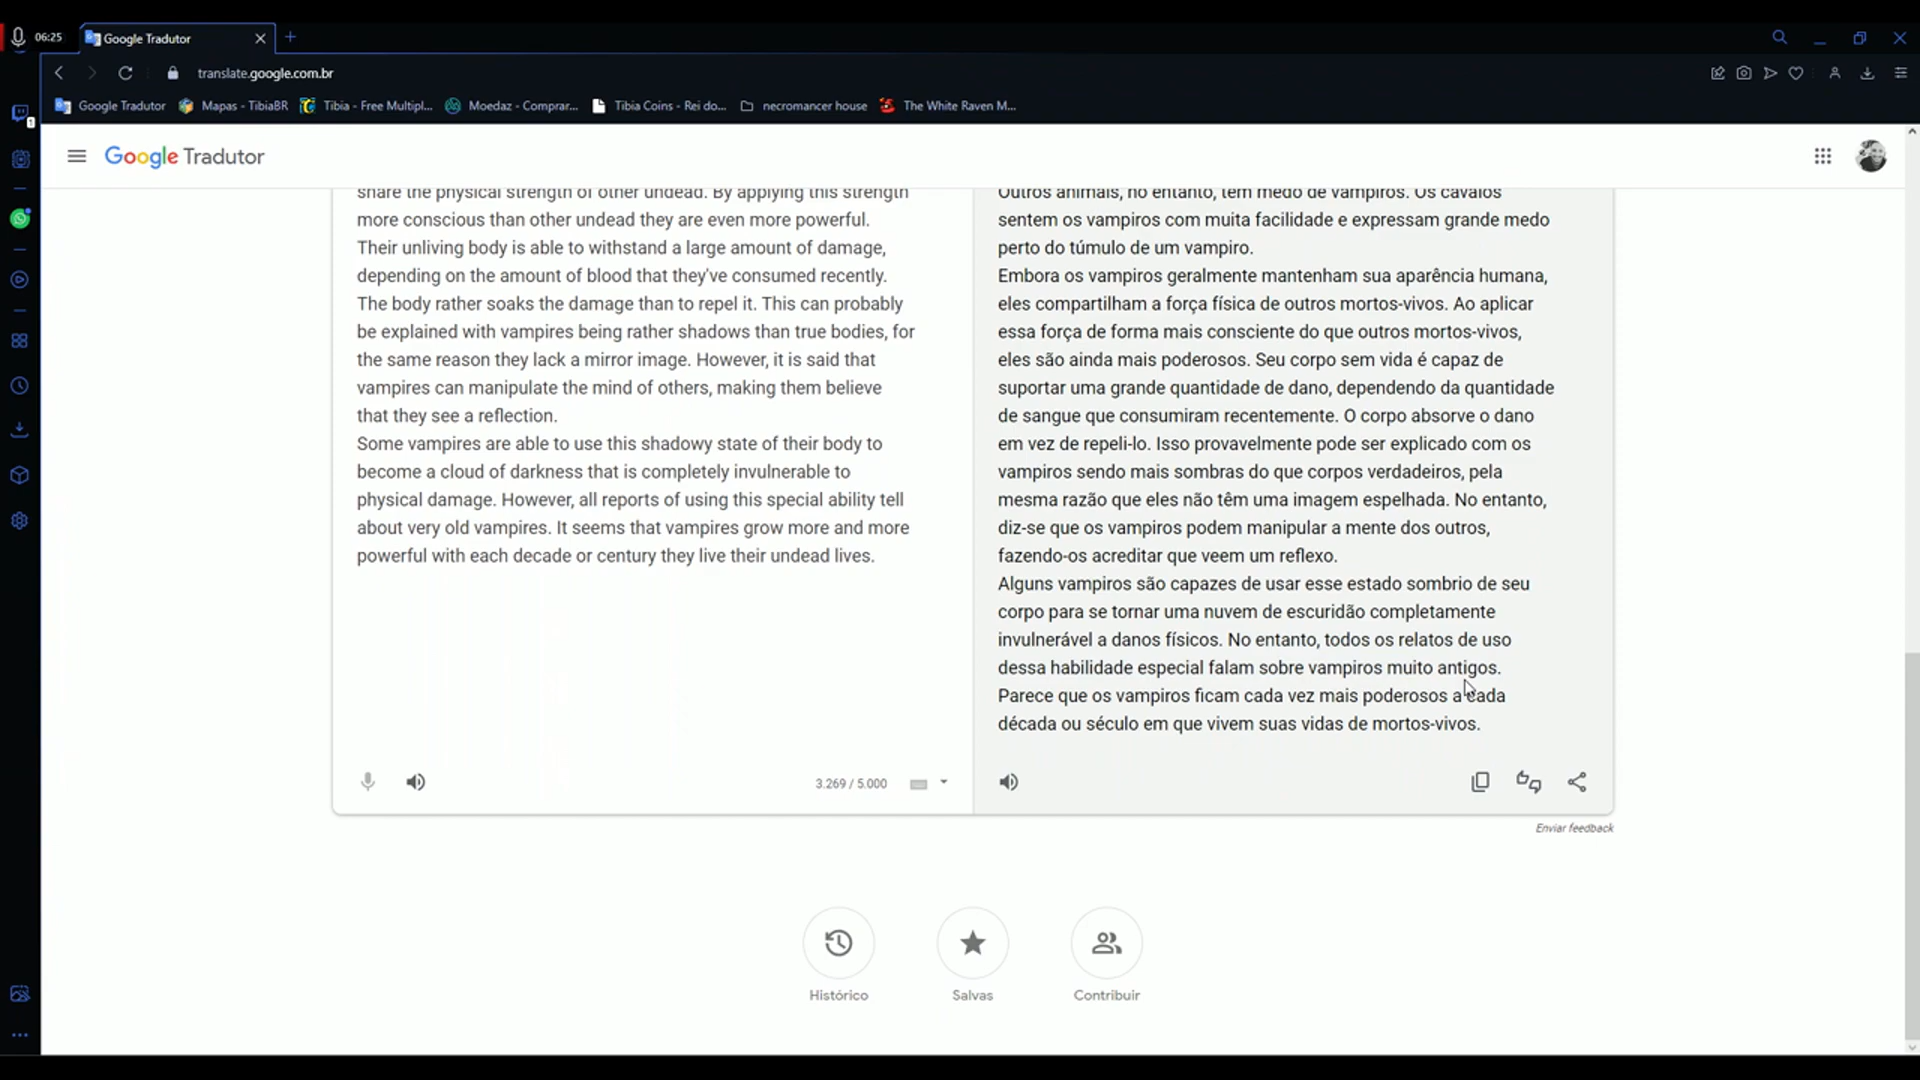 06:25
Google Tradutor
translate.google.com.br
Google Tradutor
Mapas - TibiaBR
Tibia - Free Multipl...
Moedaz - Comprar...
Tibia Coins - Rei do...
necromancer house
The White Raven M...
1
Google Tradutor
share the physical strength of other undead. By applying this strength
more conscious than other undead they are even more powerful.
Their unliving body is able to withstand a large amount of damage,
depending on the amount of blood that they've consumed recently.
The body rather soaks the damage than to repel it. This can probably
be explained with vampires being rather shadows than true bodies, for
the same reason they lack a mirror image. However, it is said that
vampires can manipulate the mind of others, making them believe
that they see a reflection.
Some vampires are able to use this shadowy state of their body to
become a cloud of darkness that is completely invulnerable to
physical damage. However, all reports of using this special ability tell
about very old vampires. It seems that vampires grow more and more
powerful with each decade or century they live their undead lives.
3.269 / 5.000
Outros animais, no entanto, têm medo de vampiros. Os cavalos
sentem os vampiros com muita facilidade e expressam grande medo
perto do túmulo de um vampiro.
Embora os vampiros geralmente mantenham sua aparência humana,
eles compartilham a força física de outros mortos-vivos. Ao aplicar
essa força de forma mais consciente do que outros mortos-vivos,
eles são ainda mais poderosos. Seu corpo sem vida é capaz de
suportar uma grande quantidade de dano, dependendo da quantidade
de sangue que consumiram recentemente. O corpo absorve o dano
em vez de repeli-lo. Isso provavelmente pode ser explicado com os
vampiros sendo mais sombras do que corpos verdadeiros, pela
mesma razão que eles não têm uma imagem espelhada. No entanto,
diz-se que os vampiros podem manipular a mente dos outros,
fazendo-os acreditar que veem um reflexo.
Alguns vampiros são capazes de usar esse estado sombrio de seu
corpo para se tornar uma nuvem de escuridão completamente
invulnerável a danos físicos. No entanto, todos os relatos de uso
dessa habilidade especial falam sobre vampiros muito antigos.
Parece que os vampiros ficam cada vez mais poderosos a cada
década ou século em que vivem suas vidas de mortos-vivos.
Enviar feedback
Histórico
Salvas
Contribuir